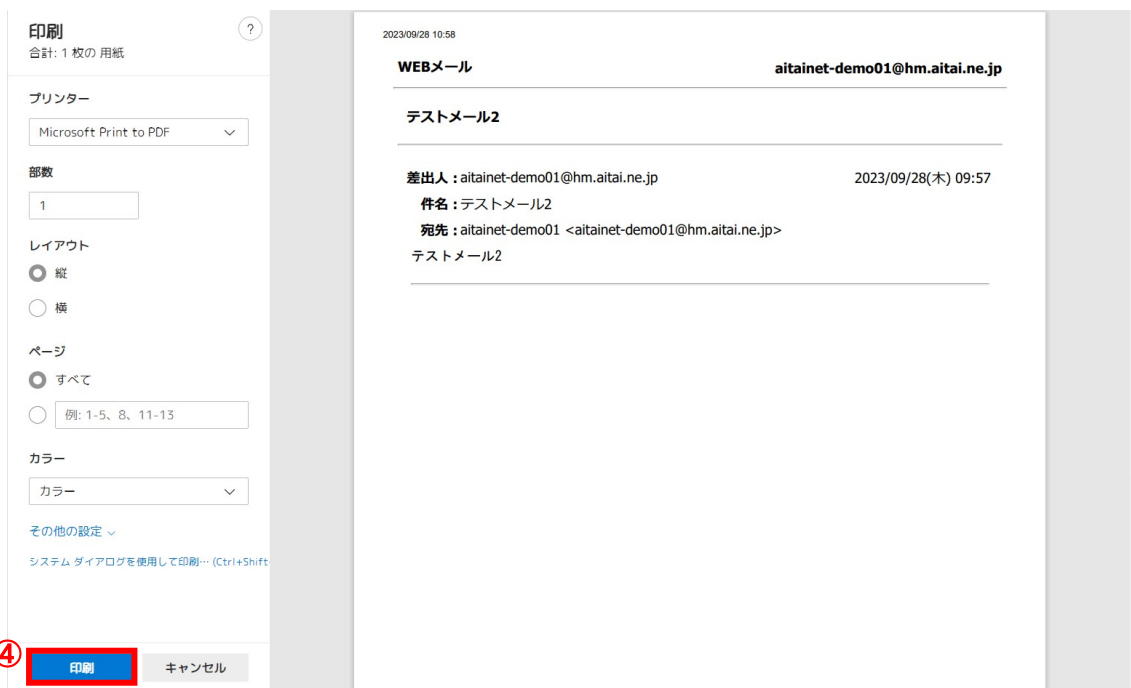 印刷
?
合計: 1 枚の 用紙
プリンター
Microsoft Print to PDF
部数
1
レイアウト
縦
横
ページ
すべて
例: 1-5、8、11-13
カラー
カラー
その他の設定
システム ダイアログを使用して印刷… (Ctrl+Shift+
④
印刷
キャンセル
2023/09/28 10:58
WEBメール aitainet-demo01@hm.aitai.ne.jp
テストメール2
差出人 : aitainet-demo01@hm.aitai.ne.jp 2023/09/28(木) 09:57
件名 : テストメール2
宛先 : aitainet-demo01 <aitainet-demo01@hm.aitai.ne.jp>
テストメール2